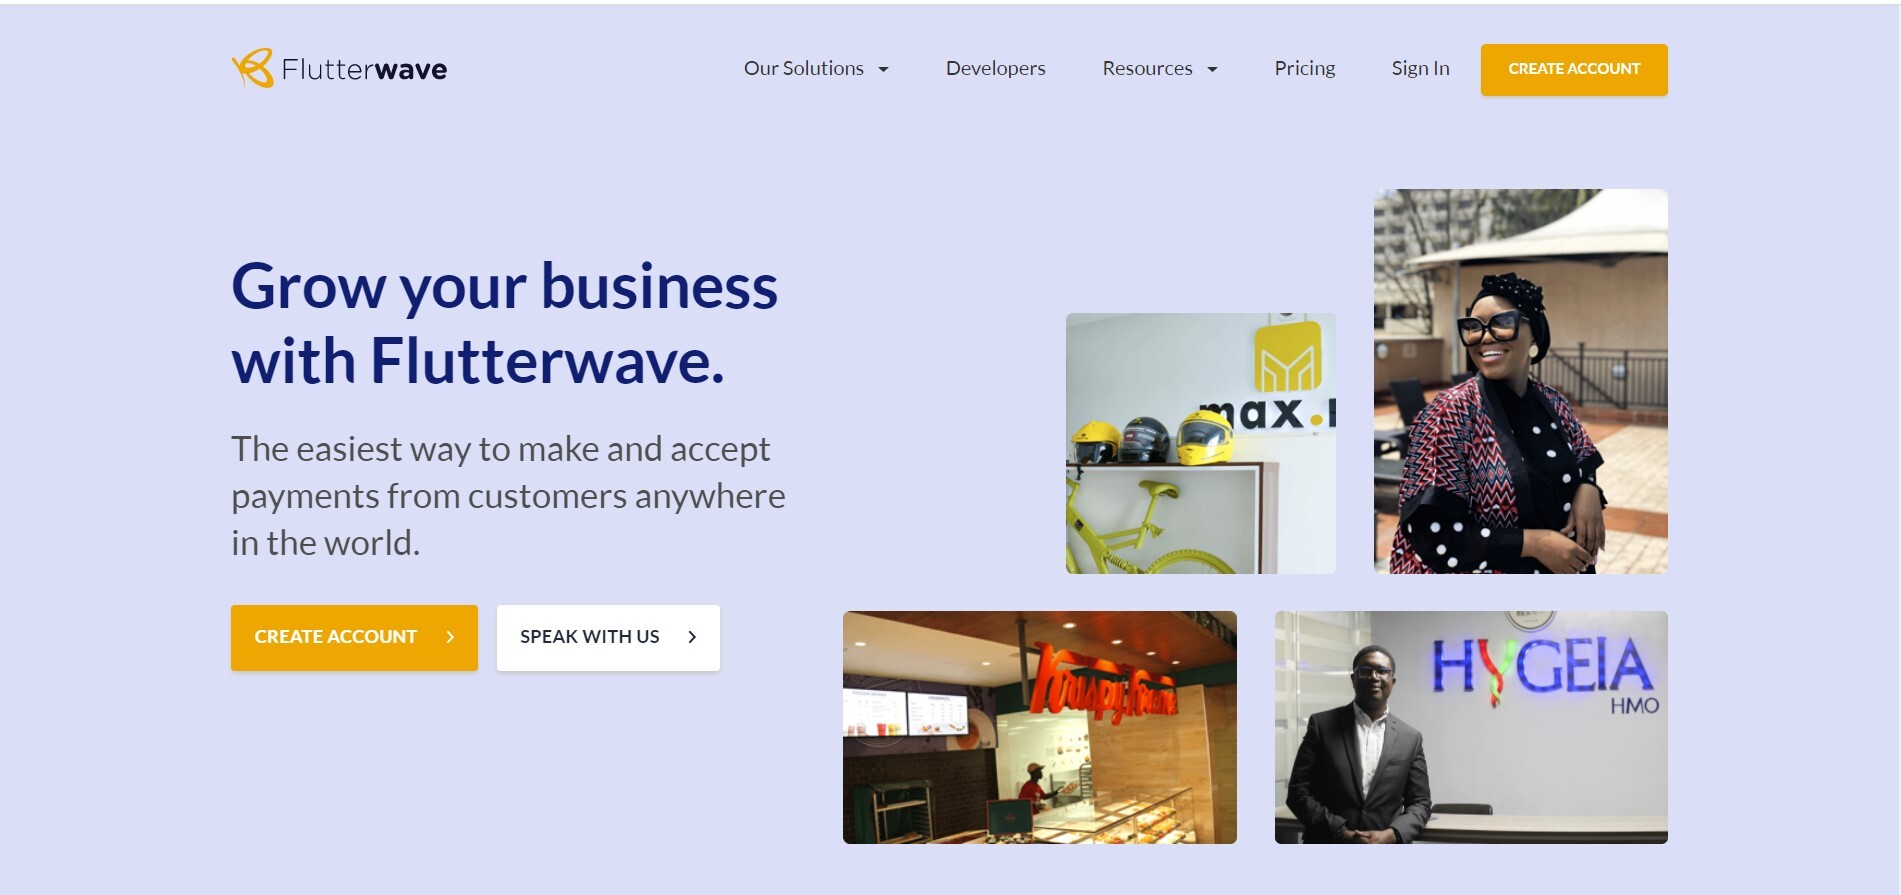 Flutterwave
Our Solutions
Developers
Resources
Pricing
Sign In
CREATE ACCOUNT
Grow your business
with Flutterwave.
The easiest way to make and accept
payments from customers anywhere
in the world.
CREATE ACCOUNT
SPEAK WITH US
max.
Krispy Kreme
HYGEIA
HMO